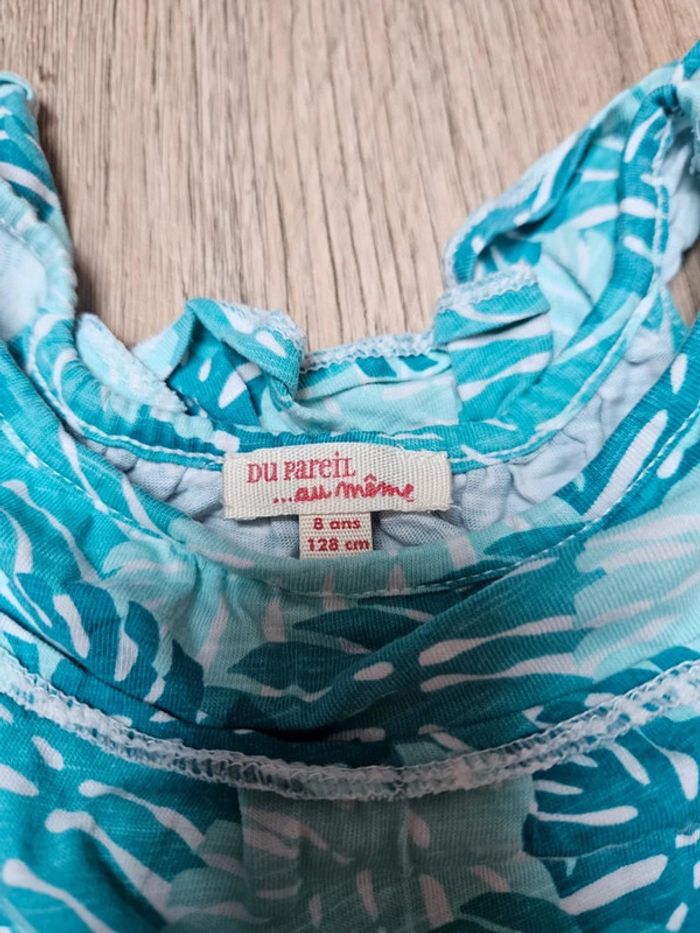 DU PAREIL
...au même
8 ans
128 cm